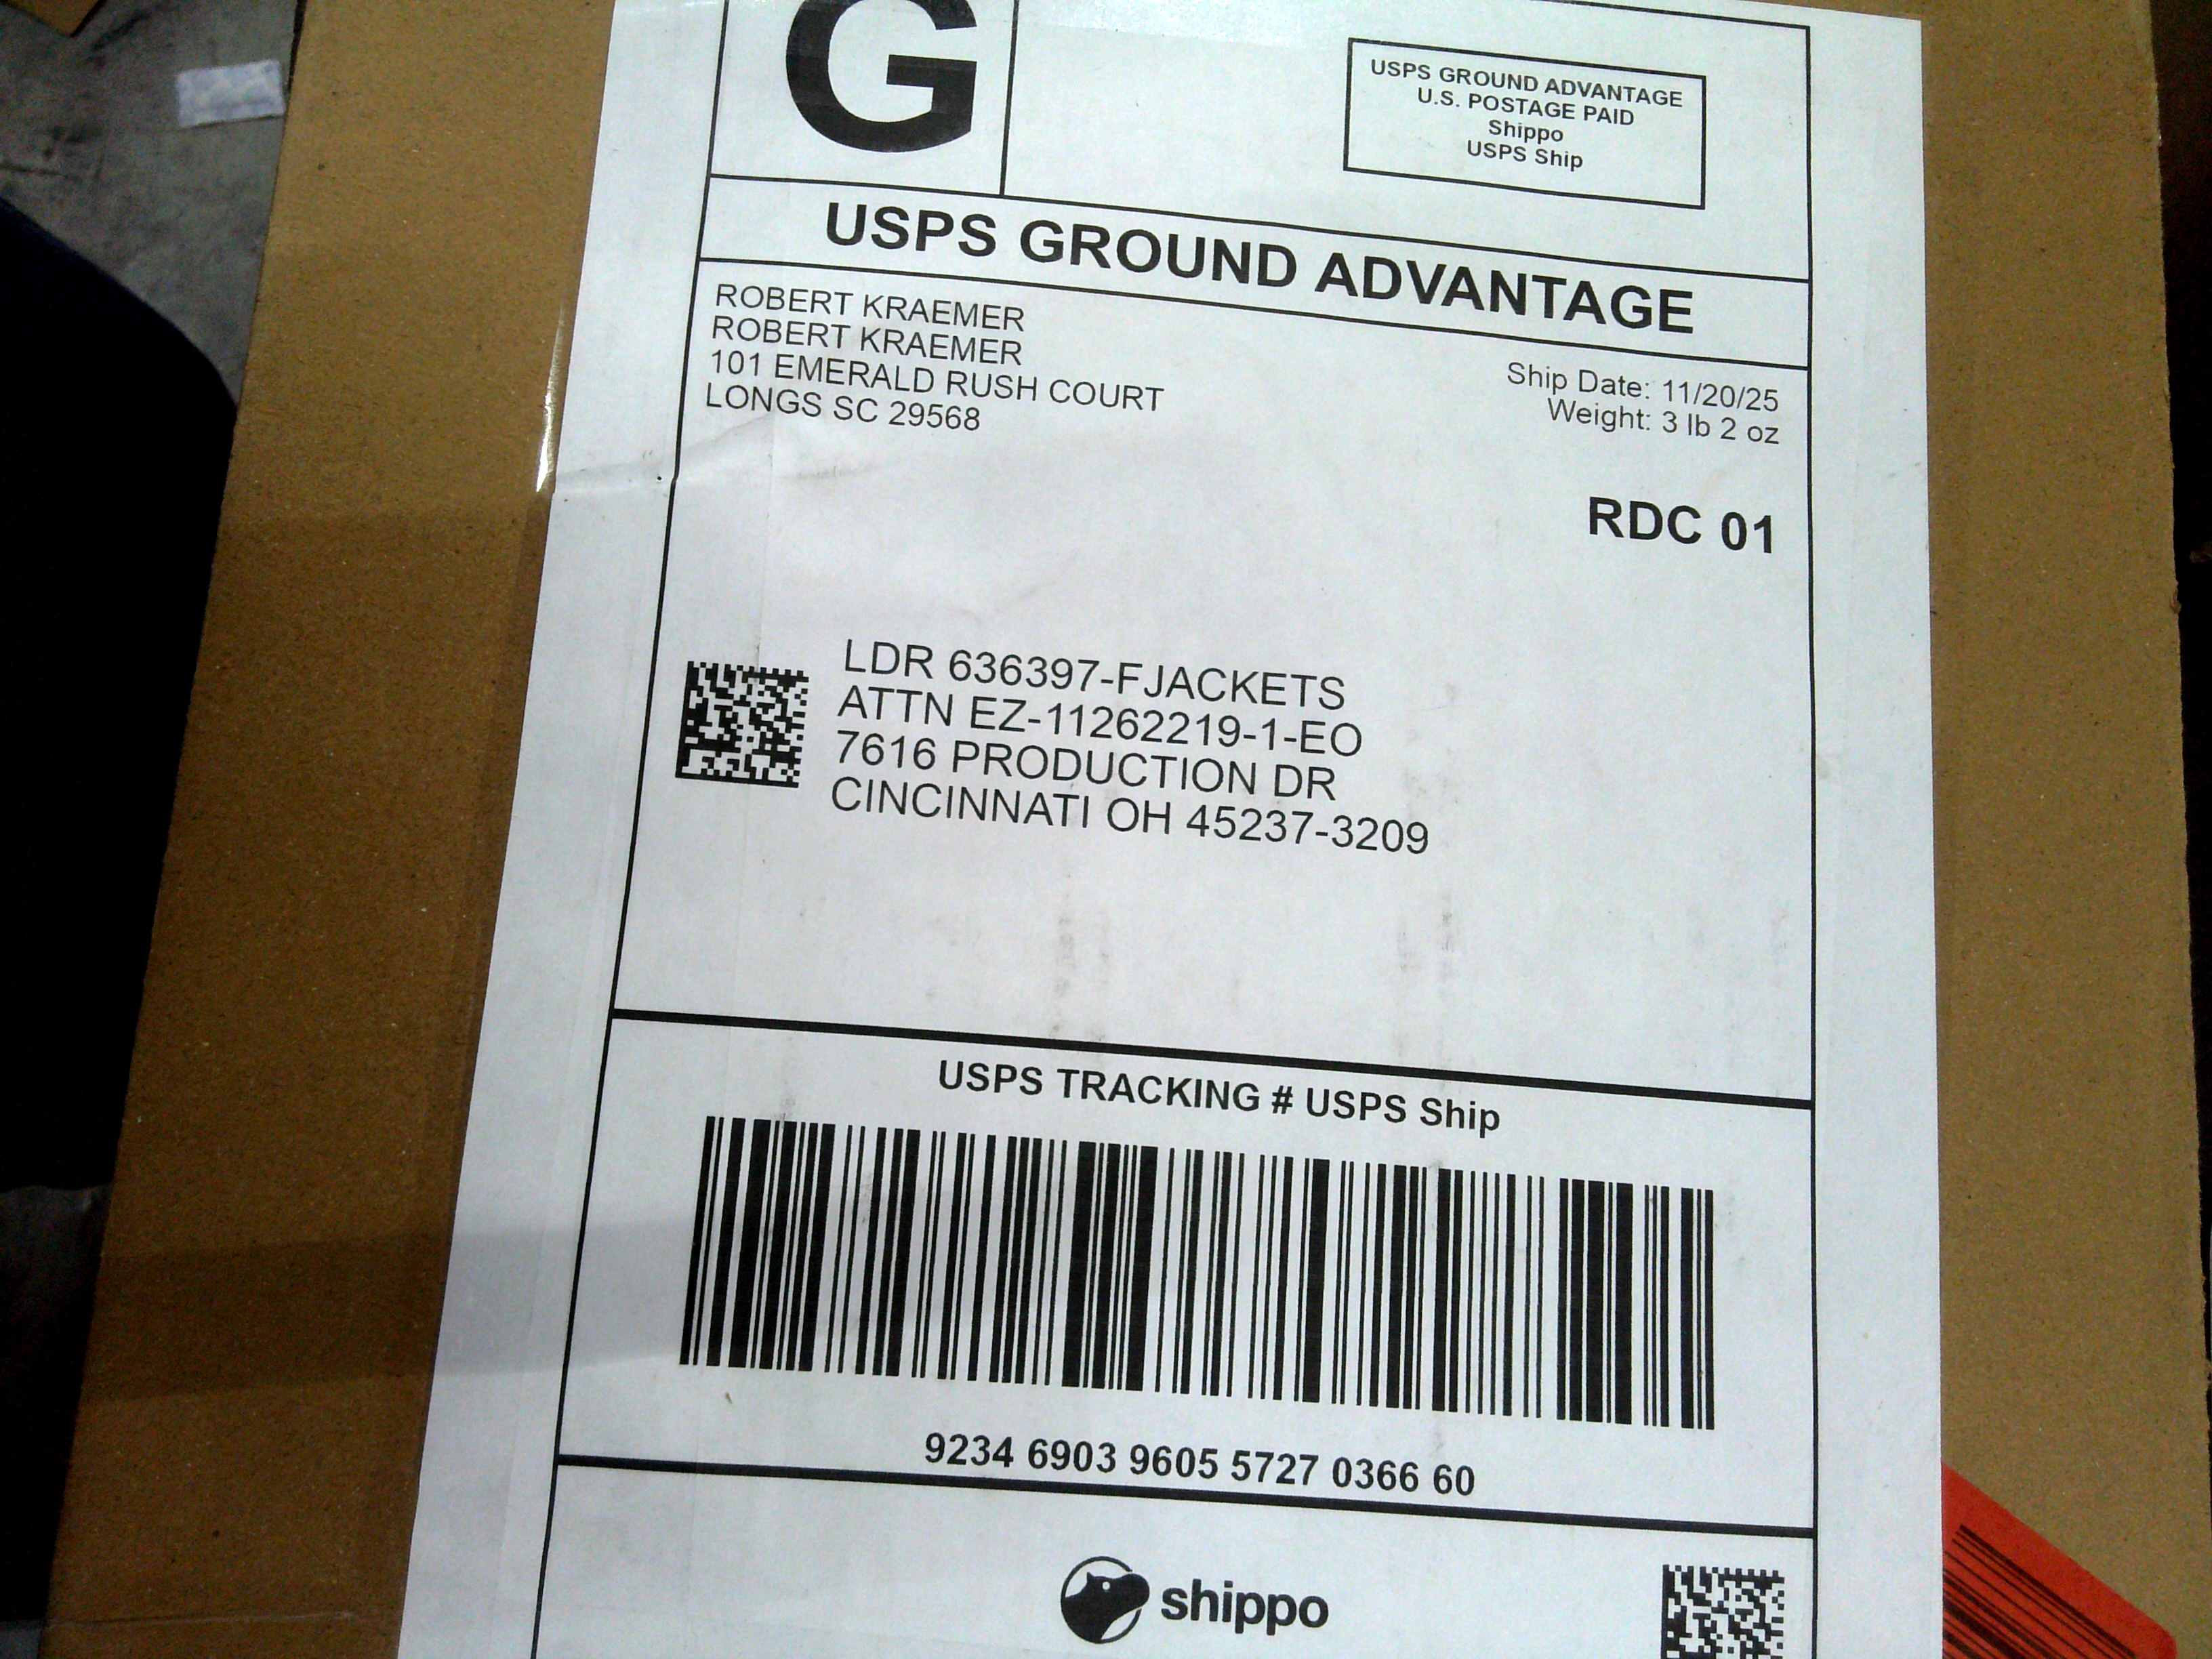 G
USPS GROUND ADVANTAGE
U.S. POSTAGE PAID
Shippo
USPS Ship
USPS GROUND ADVANTAGE
ROBERT KRAEMER
ROBERT KRAEMER
101 EMERALD RUSH COURT
LONGS SC 29568
Ship Date: 11/20/25
Weight: 3 lb 2 oz
RDC 01
LDR 636397-FJACKETS
ATTN EZ-11262219-1-EO
7616 PRODUCTION DR
CINCINNATI OH 45237-3209
USPS TRACKING # USPS Ship
9234 6903 9605 5727 0366 60
shippo